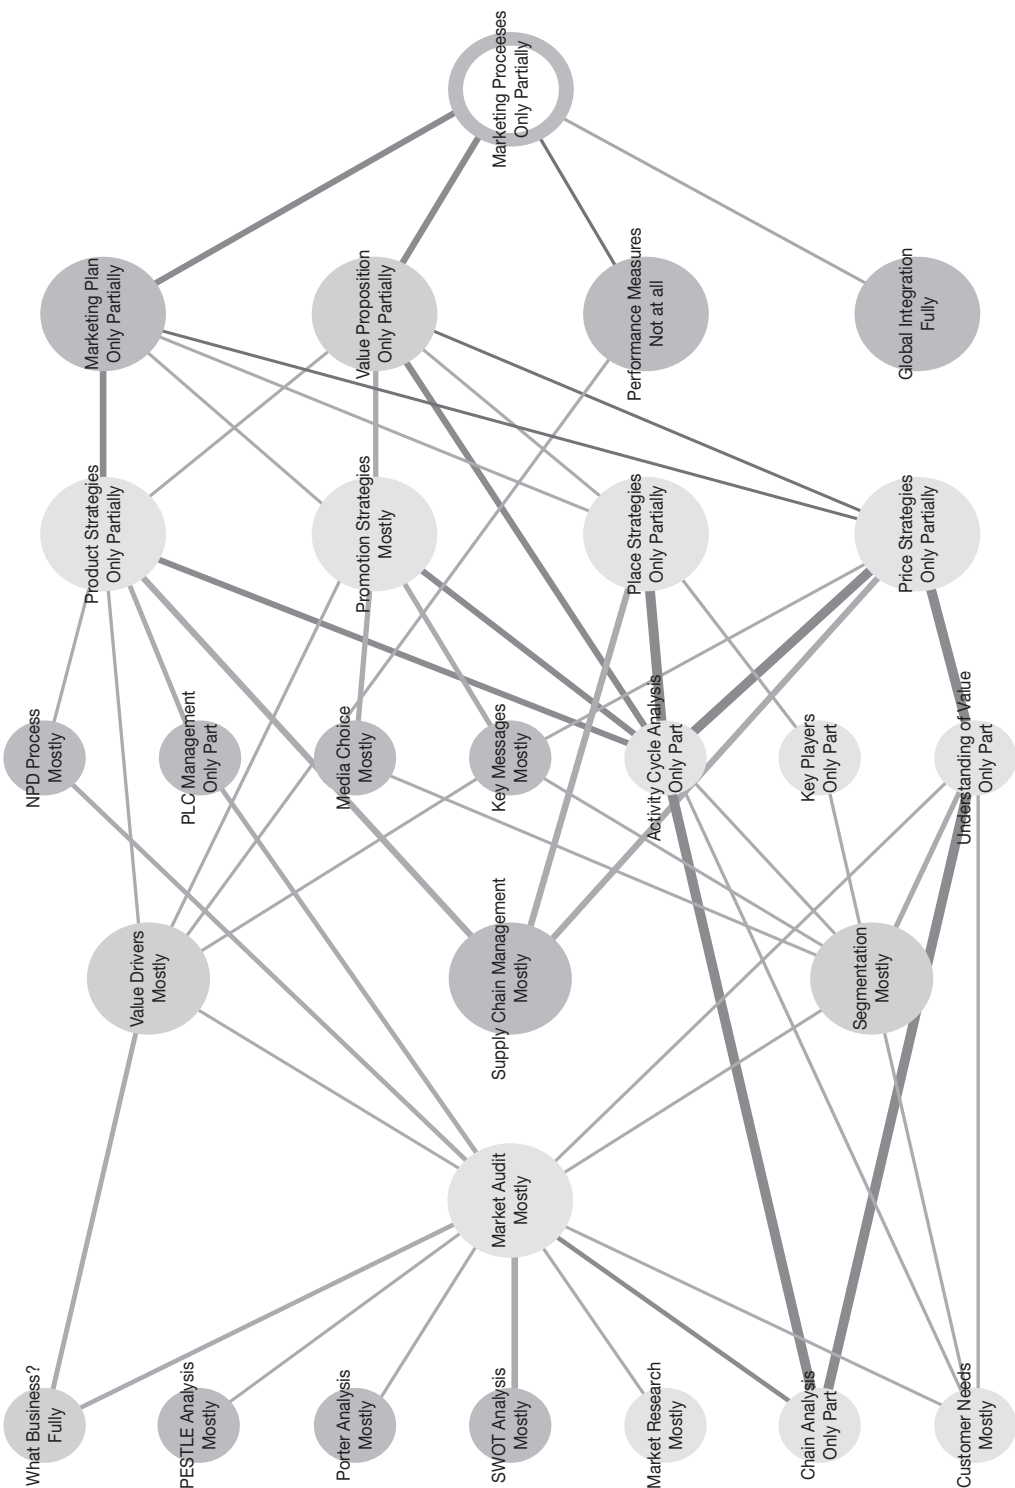 Marketing Proceeses
Only Partially
Marketing Plan
Only Partially
Value Proposition
Only Partially
Performance Measures
Not at all
Global Integration
Fully
Product Strategies
Only Partially
Promotion Strategies
Mostly
Place Strategies
Only Partially
Price Strategies
Only Partially
NPD Process
Mostly
PLC Management
Only Part
Media Choice
Mostly
Key Messages
Mostly
Activity Cycle Analysis
Only Part
Key Players
Only Part
Understanding of Value
Only Part
Value Drivers
Mostly
Supply Chain Management
Mostly
Segmentation
Mostly
Market Audit
Mostly
What Business?
Fully
PESTLE Analysis
Mostly
Porter Analysis
Mostly
SWOT Analysis
Mostly
Market Research
Mostly
Chain Analysis
Only Part
Customer Needs
Mostly